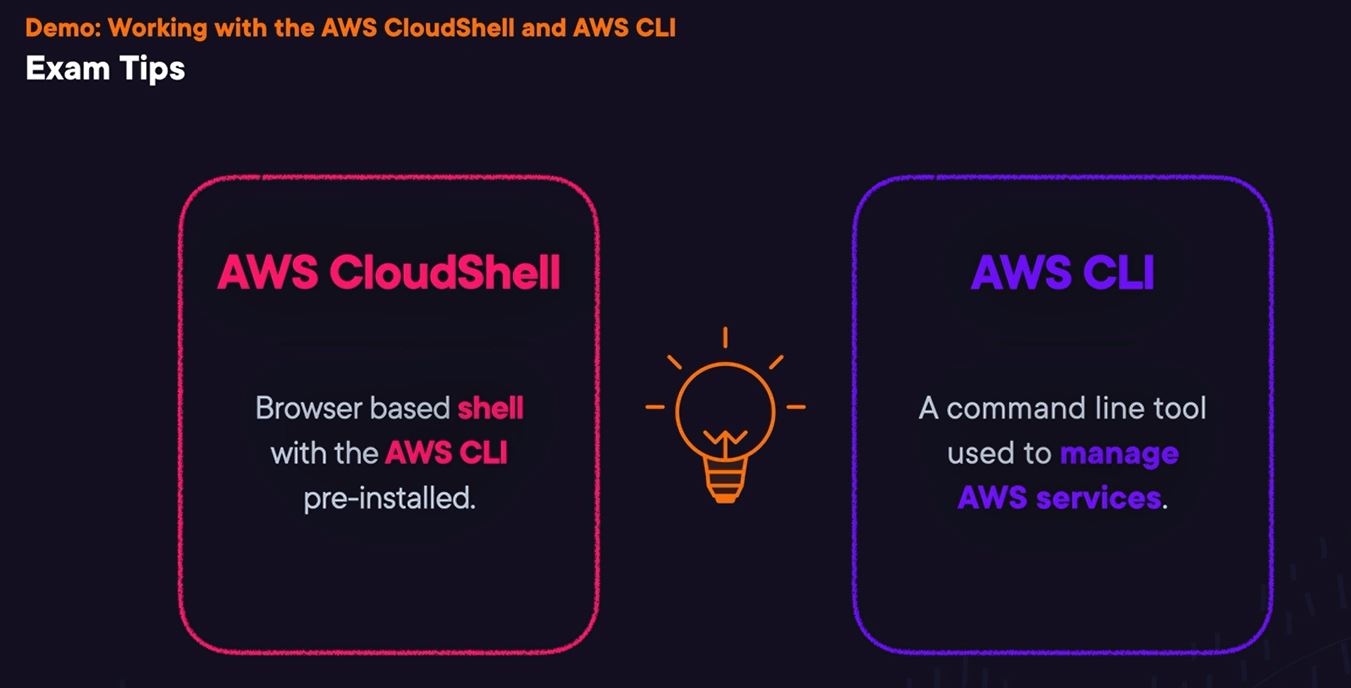 Demo: Working with the AWS CloudShell and AWS CLI
Exam Tips
AWS CloudShell
Browser based shell
with the AWS CLI
pre-installed.
AWS CLI
A command line tool
used to manage
AWS services.